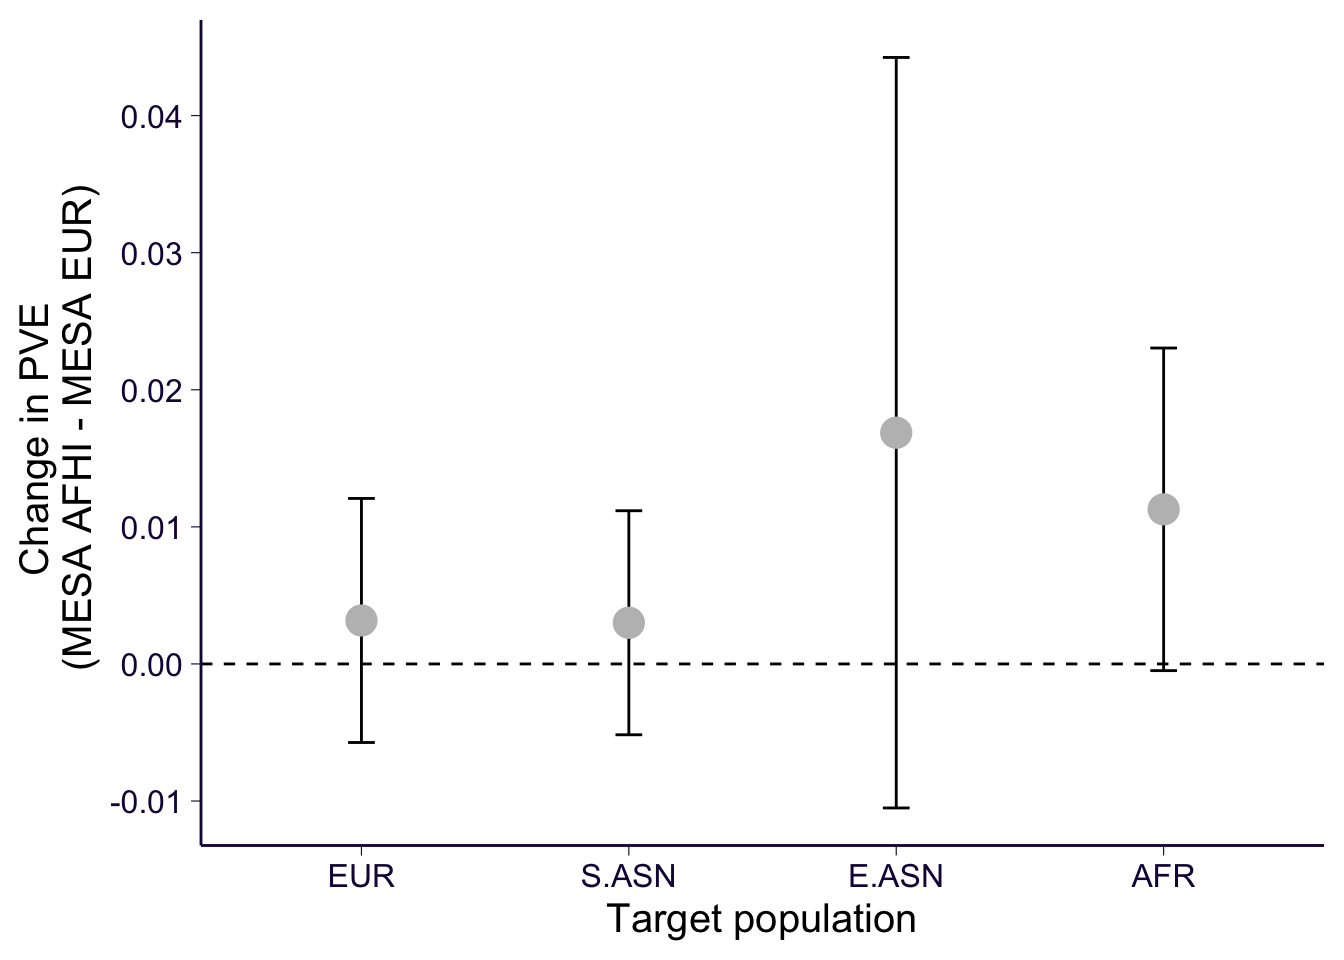 Change in PVE
(MESA AFHI - MESA EUR)
0.04
0.03
0.02
0.01
0.00
-0.01
EUR S.ASN E.ASN AFR
Target population